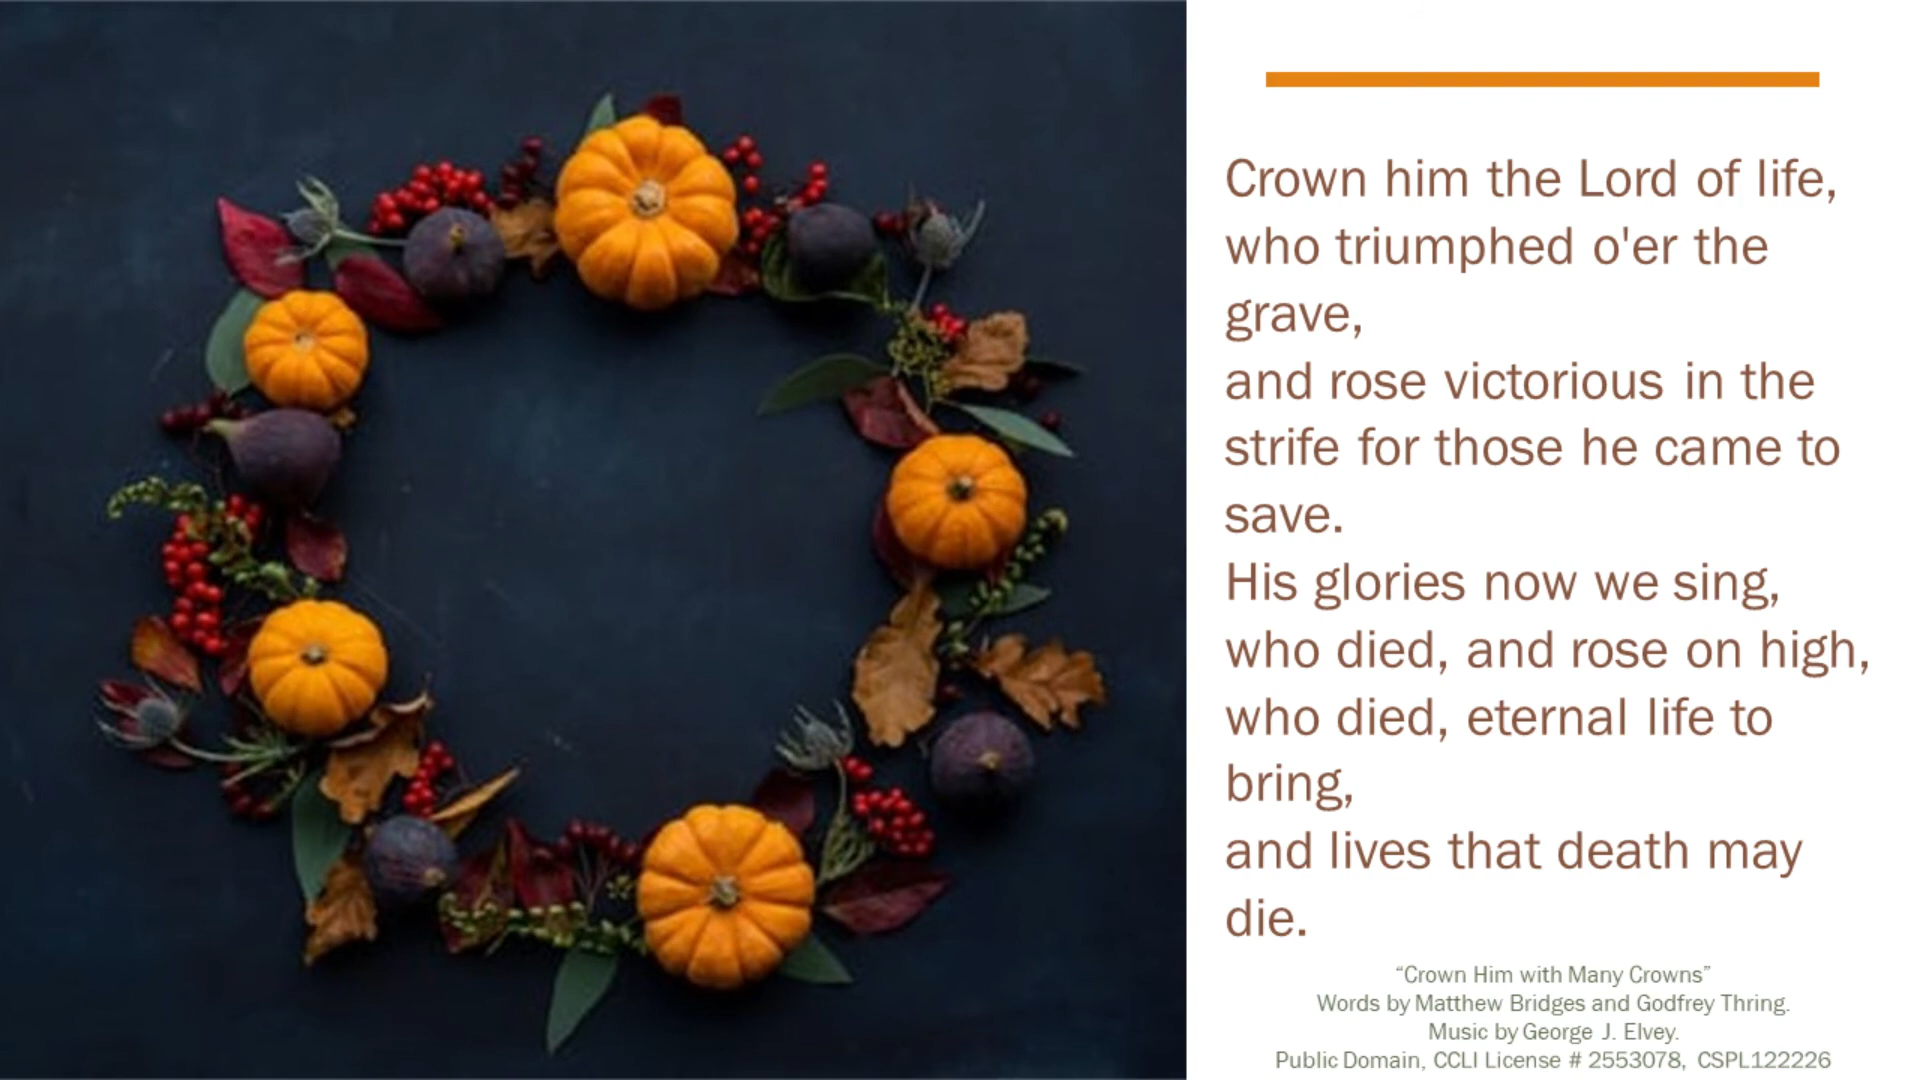 Crown him the Lord of life,
who triumphed o'er the
grave,
and rose victorious in the
strife for those he came to
save.
His glories now we sing,
who died, and rose on high,
who died, eternal life to
bring,
and lives that death may
die.
“Crown Him with Many Crowns”
Words by Matthew Bridges and Godfrey Thring.
Music by George J. Elvey.
Public Domain, CCLI License # 2553078, CSPL122226